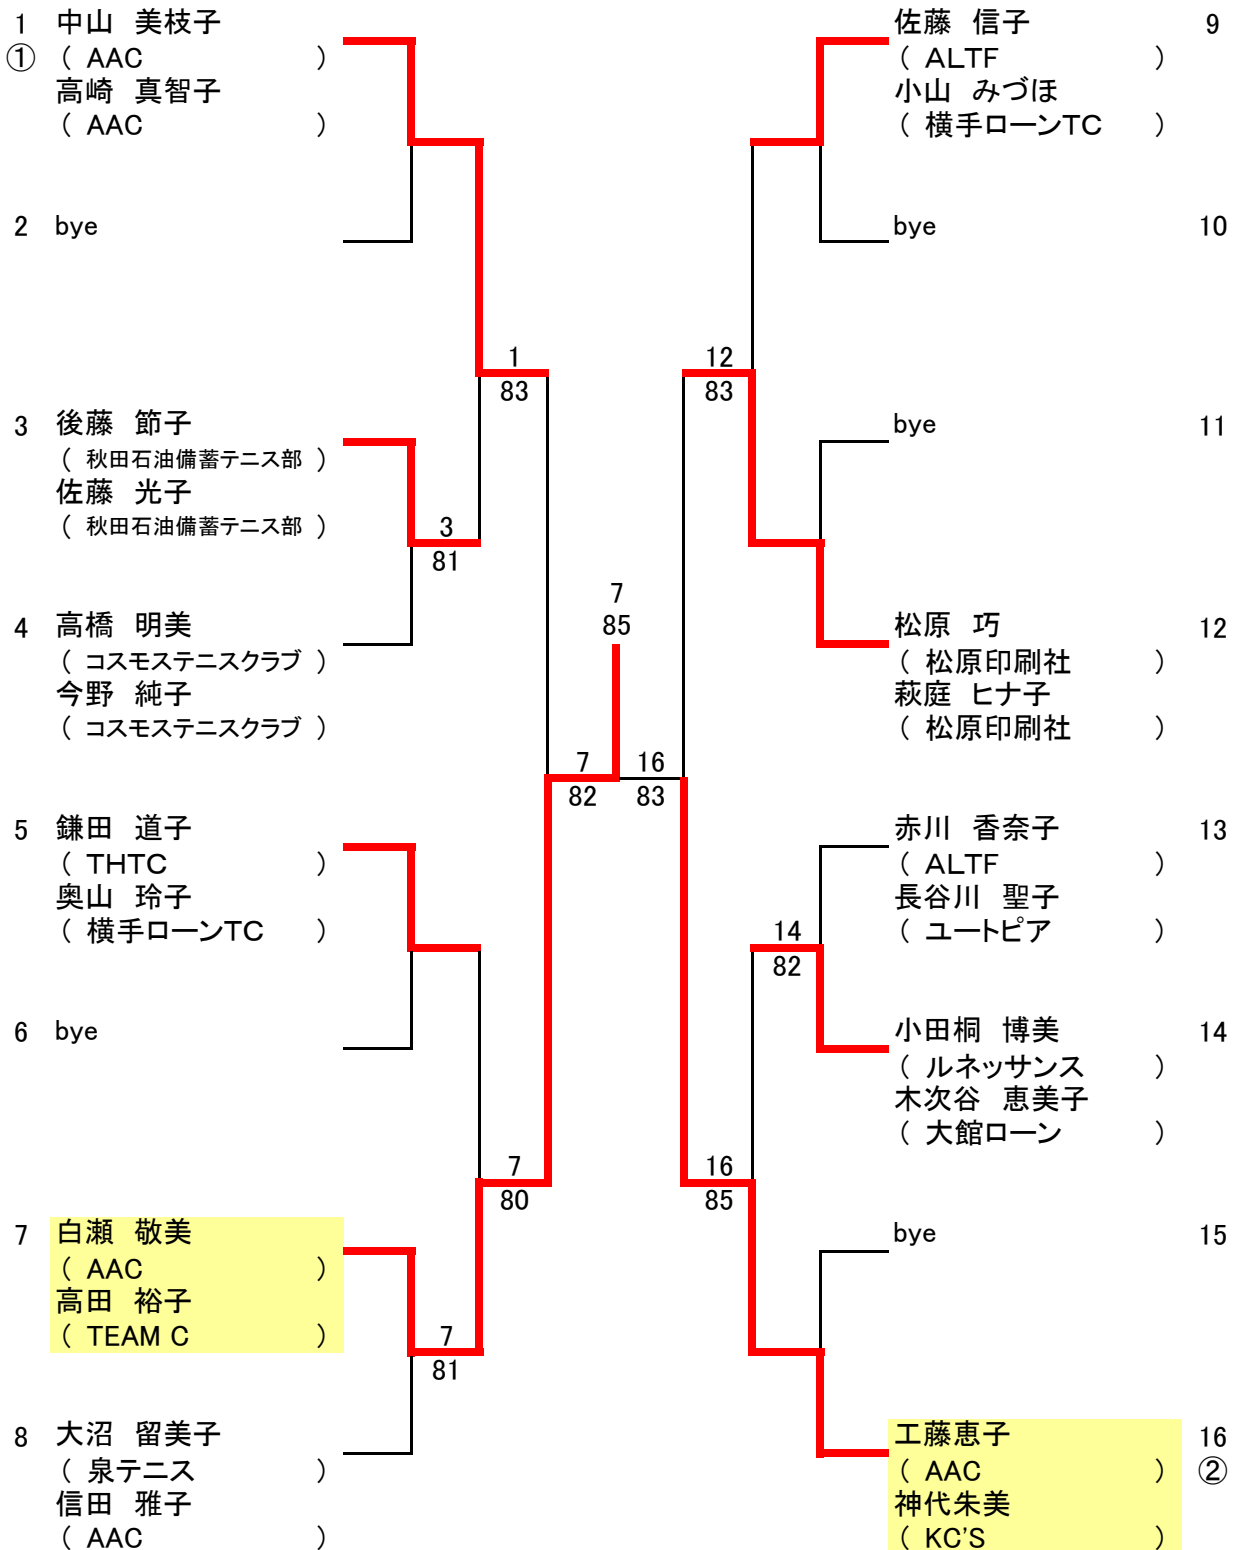 1 中山 美枝子
① ( AAC )
高崎 真智子
( AAC )
2 bye
1
83
3 後藤 節子
( 秋田石油備蓄テニス部 )
佐藤 光子
( 秋田石油備蓄テニス部 )
3
81
4 高橋 明美
( コスモステニスクラブ )
今野 純子
( コスモステニスクラブ )
7
85
7
82
5 鎌田 道子
( THTC )
奥山 玲子
( 横手ローンTC )
6 bye
7
80
7 白瀬 敬美
( AAC )
高田 裕子
( TEAM C )
7
81
8 大沼 留美子
( 泉テニス )
信田 雅子
( AAC )
佐藤 信子 9
( ALTF )
小山 みづほ
( 横手ローンTC )
bye 10
12
83
bye 11
松原 巧 12
( 松原印刷社 )
萩庭 ヒナ子
( 松原印刷社 )
16
83
赤川 香奈子 13
( ALTF )
長谷川 聖子
( ユートピア )
14
82
小田桐 博美 14
( ルネッサンス )
木次谷 恵美子
( 大館ローン )
16
85
bye 15
工藤恵子 16
( AAC ) ②
神代朱美
( KC'S )